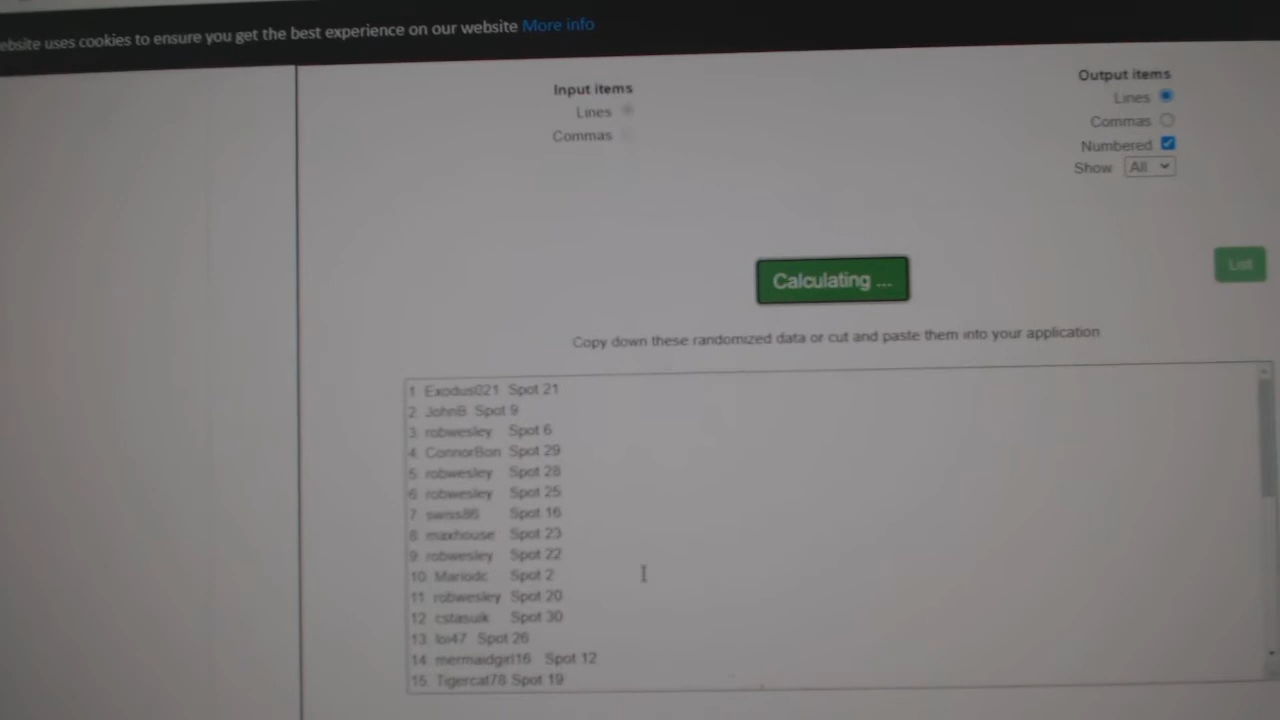 ebsite uses cookies to ensure you get the best experience on our website More info
Input items
Lines
Commas
Output items
Lines
Commas
Numbered
Show All
Calculating ...
List
Copy down these randomized data or cut and paste them into your application
1 Exodus021 Spot 21
2 JohnB Spot 9
3 robwesley Spot 6
4 ConnorBon Spot 29
5 robwesley Spot 28
6 robwesley Spot 25
7 swiss86 Spot 16
8 maxhouse Spot 23
9 robwesley Spot 22
10 Mariodc Spot 2
11 robwesley Spot 20
12 cstasuik Spot 30
13 Spot 26
14 mermaidgirl16 Spot 12
15 Tigercat78 Spot 19